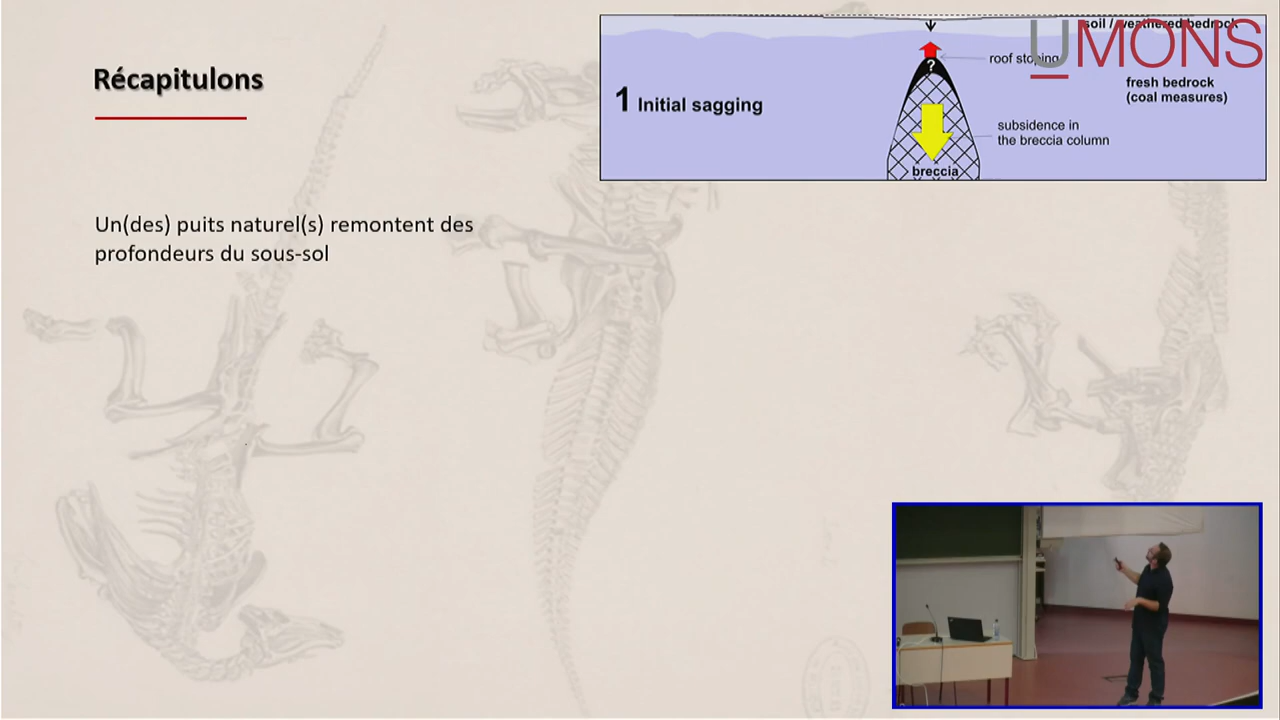 Récapitulons
Un(des) puits naturel(s) remontent des
profondeurs du sous-sol
soil / weathered bedrock
UMONS
roof stoping
?
fresh bedrock
(coal measures)
1 Initial sagging
subsidence in
the breccia column
breccia